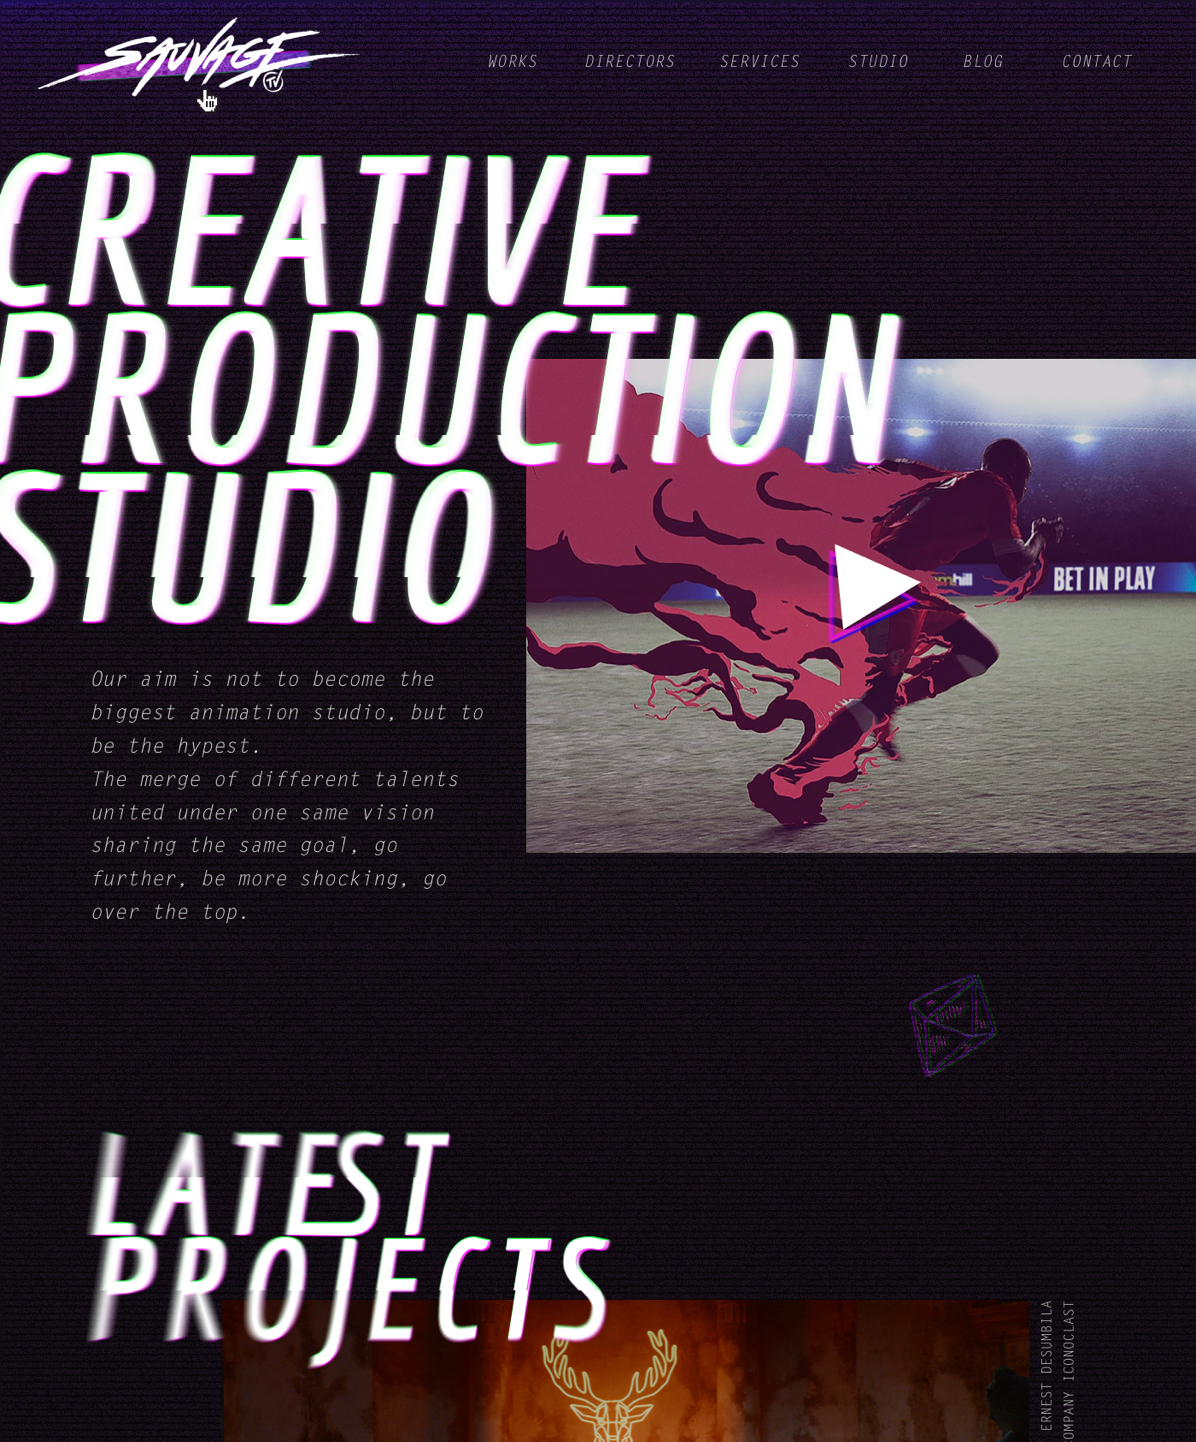 SAUVAGE
TV
WORKS DIRECTORS SERVICES STUDIO BLOG CONTACT
CREATIVE
PRODUCTION
STUDIO
BET IN PLAY
Our aim is not to become the
biggest animation studio, but to
be the hypest.
The merge of different talents
united under one same vision
sharing the same goal, go
further, be more shocking, go
over the top.
LATEST
PROJECTS
ERNEST DESUMBILA
ICONOCLAST